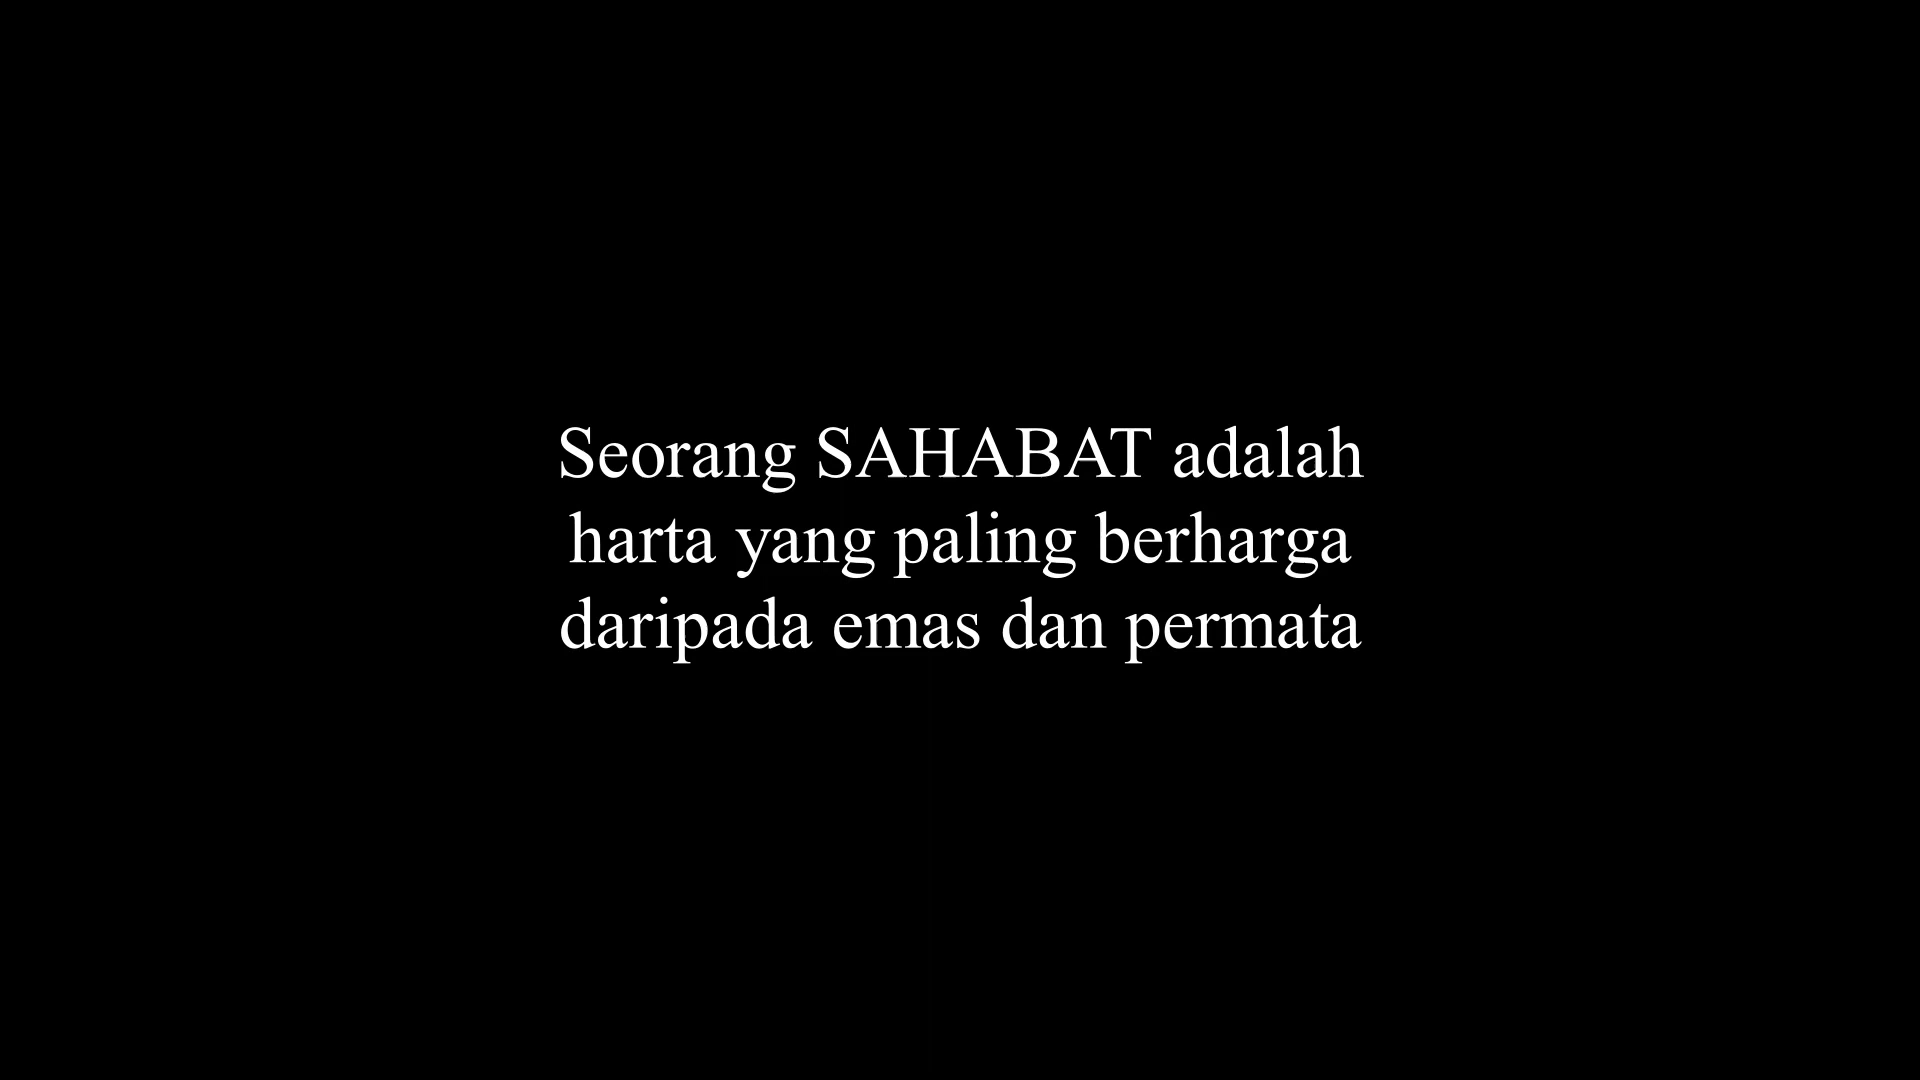 Seorang SAHABAT adalah
harta yang paling berharga
daripada emas dan permata